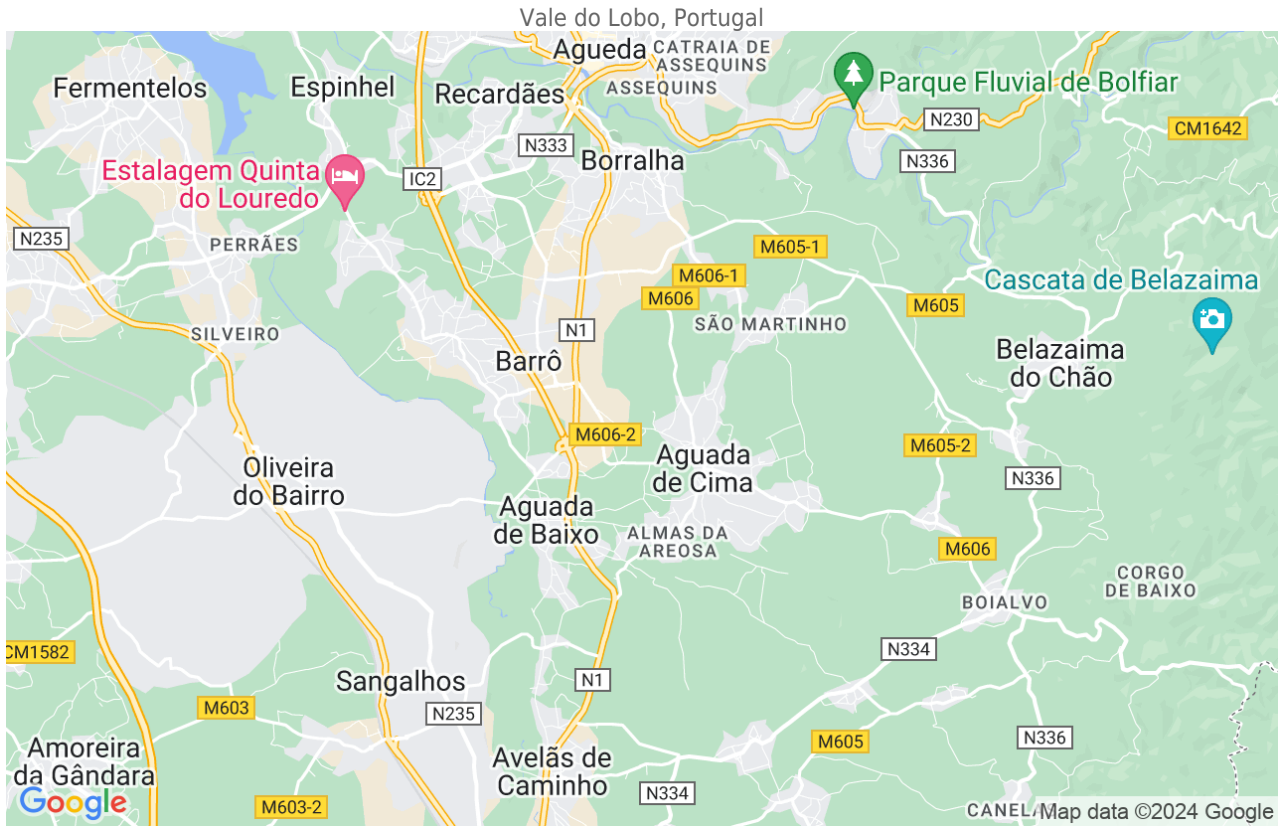 Vale do Lobo, Portugal
Agueda
CATRAIA DE
ASSEQUINS
Fermentelos
Espinhel
Recardães
ASSEQUINS
Parque Fluvial de Bolfiar
N230
CM1642
N333
Borralha
N336
Estalagem Quinta
do Louredo
IC2
N235
PERRÃES
M605-1
M606-1
Cascata de Belazaima
M606
M605
SÃO MARTINHO
N1
SILVEIRO
Barrô
Belazaima
do Chão
M606-2
M605-2
Oliveira
do Bairro
Aguada
de Cima
N336
Aguada
de Baixo
ALMAS DA
AREOSA
M606
CORGO
DE BAIXO
BOIALVO
CM1582
N334
Sangalhos
N1
M603
N235
M605
N336
Amoreira
da Gândara
Avelãs de
Caminho
N334
M603-2
Google
CANELA
Map data ©2024 Google